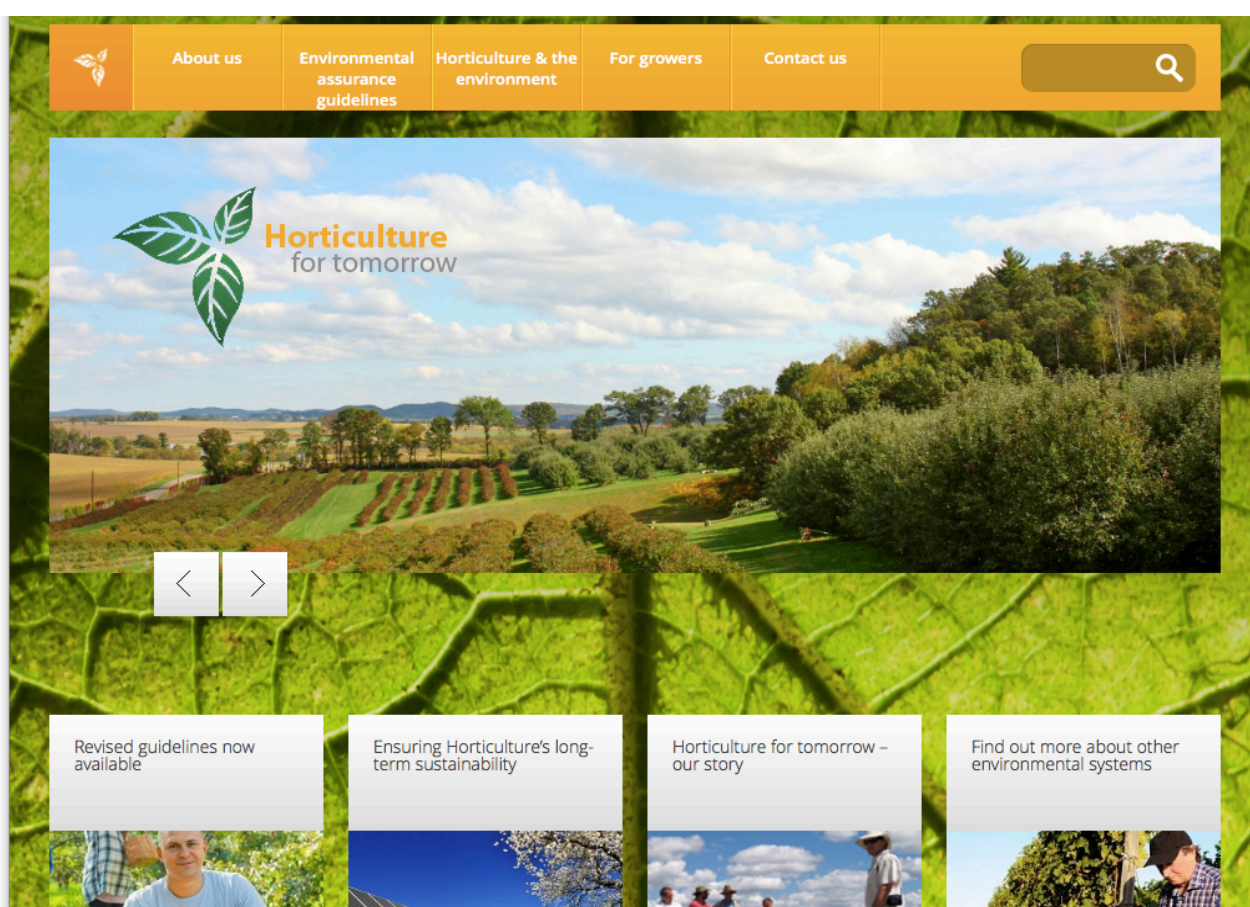 About us
Environmental
assurance
guidelines
Horticulture & the
environment
For growers
Contact us
Horticulture
for tomorrow
Revised guidelines now
available
Ensuring Horticulture's long-
term sustainability
Horticulture for tomorrow –
our story
Find out more about other
environmental systems